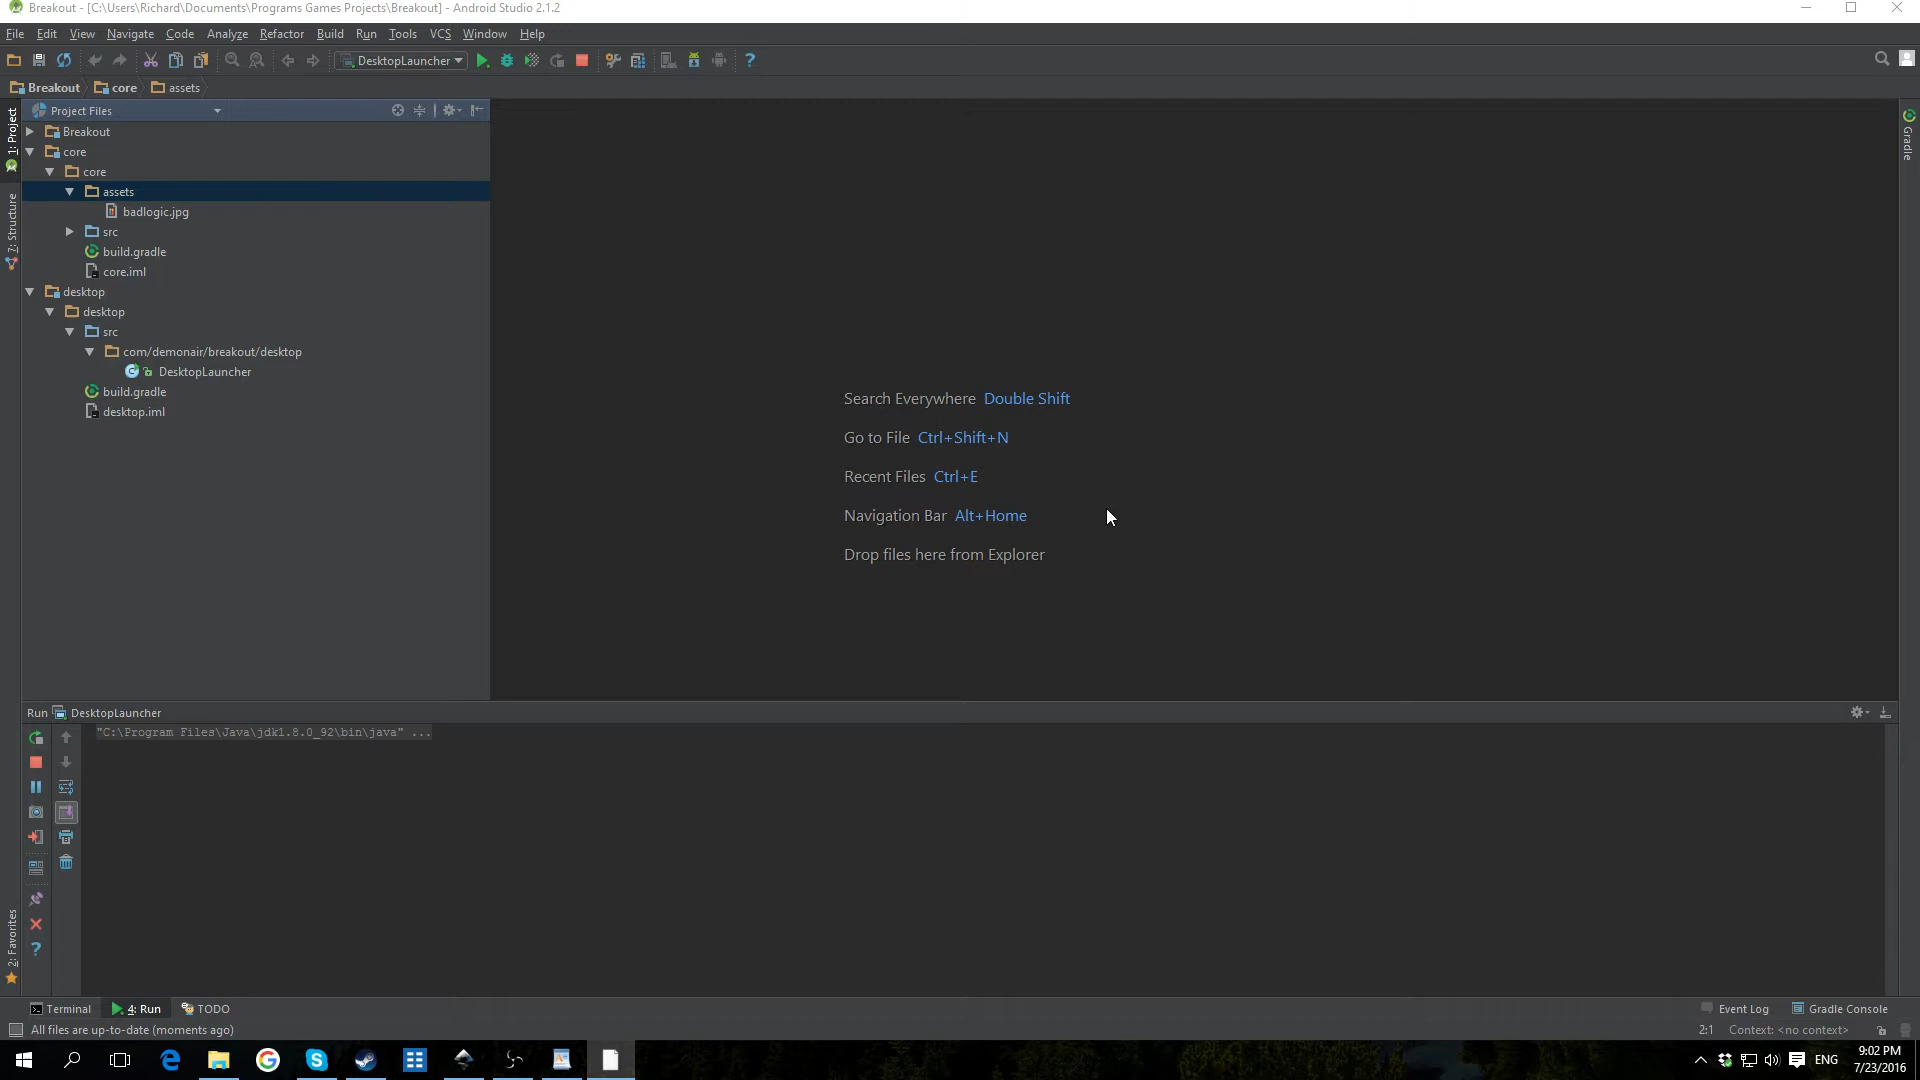 Breakout - [C:\Users\Richard\Documents\Programs Games Projects\Breakout] - Android Studio 2.1.2
File Edit View Navigate Code Analyze Refactor Build Run Tools VCS Window Help
DesktopLauncher
Breakout core assets
Project Files
1: Project
7: Structure
2: Favorites
Gradle
Breakout
core
core
assets
badlogic.jpg
src
build.gradle
core.iml
desktop
desktop
src
com/demonair/breakout/desktop
DesktopLauncher
build.gradle
desktop.iml
Search Everywhere Double Shift
Go to File Ctrl+Shift+N
Recent Files Ctrl+E
Navigation Bar Alt+Home
Drop files here from Explorer
Run DesktopLauncher
"C:\Program Files\Java\jdk1.8.0_92\bin\java" ...
Terminal 4: Run TODO Event Log Gradle Console
All files are up-to-date (moments ago) 2:1 Context: <no context>
ENG 9:02 PM
7/23/2016